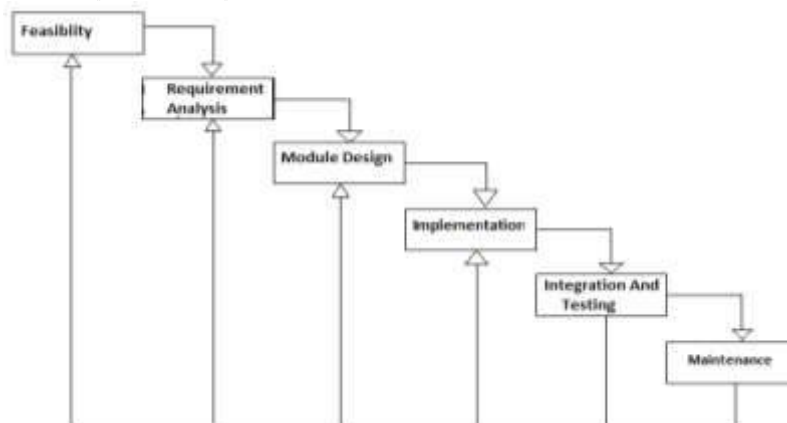 Feasiblity
Requirement
Analysis
Module Design
Implementation
Integration And
Testing
Maintenance